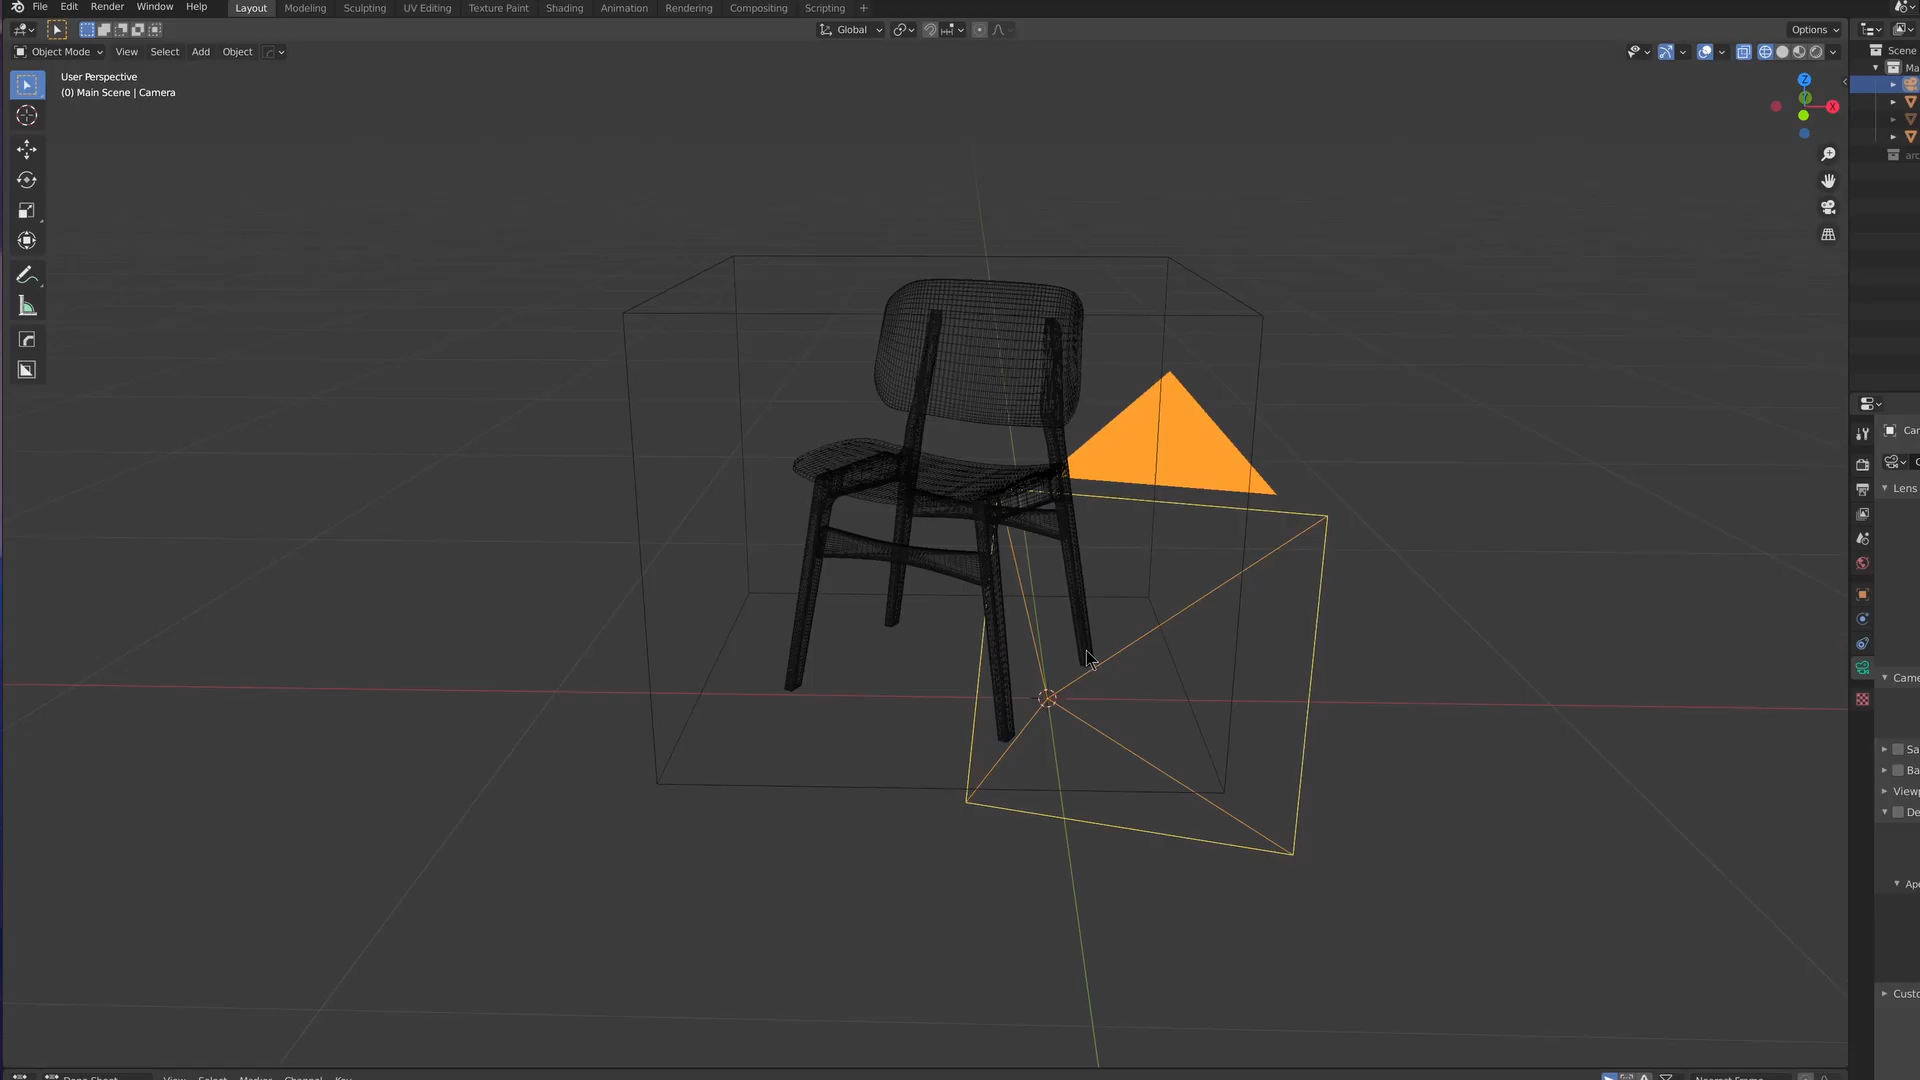 File Edit Render Window Help Layout Modeling Sculpting UV Editing Texture Paint Shading Animation Rendering Compositing Scripting +
Global Options
Object Mode View Select Add Object
Scene
User Perspective
(0) Main Scene | Camera
Z
Y
X
Lens